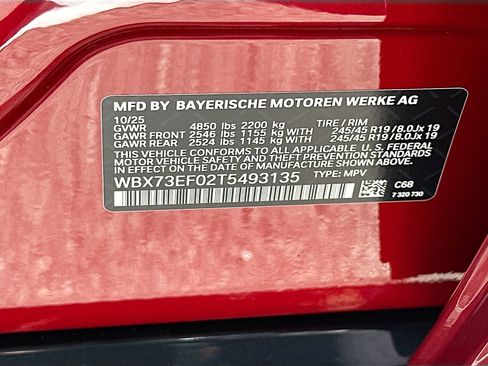 MFD BY BAYERISCHE MOTOREN WERKE AG
10/25
GVWR 4850 lbs 2200 kg TIRE / RIM
GAWR FRONT 2546 lbs 1155 kg WITH 245/45 R19 / 8.0Jx 19
GAWR REAR 2524 lbs 1145 kg WITH 245/45 R19 / 8.0Jx 19
THIS MOTOR VEHICLE CONFORMS TO ALL APPLICABLE U.S. FEDERAL
MOTOR VEHICLE SAFETY AND THEFT PREVENTION STANDARDS
IN EFFECT ON THE DATE OF MANUFACTURE SHOWN ABOVE.
WBX73EF02T5493135 TYPE: MPV
C68
7 320 730